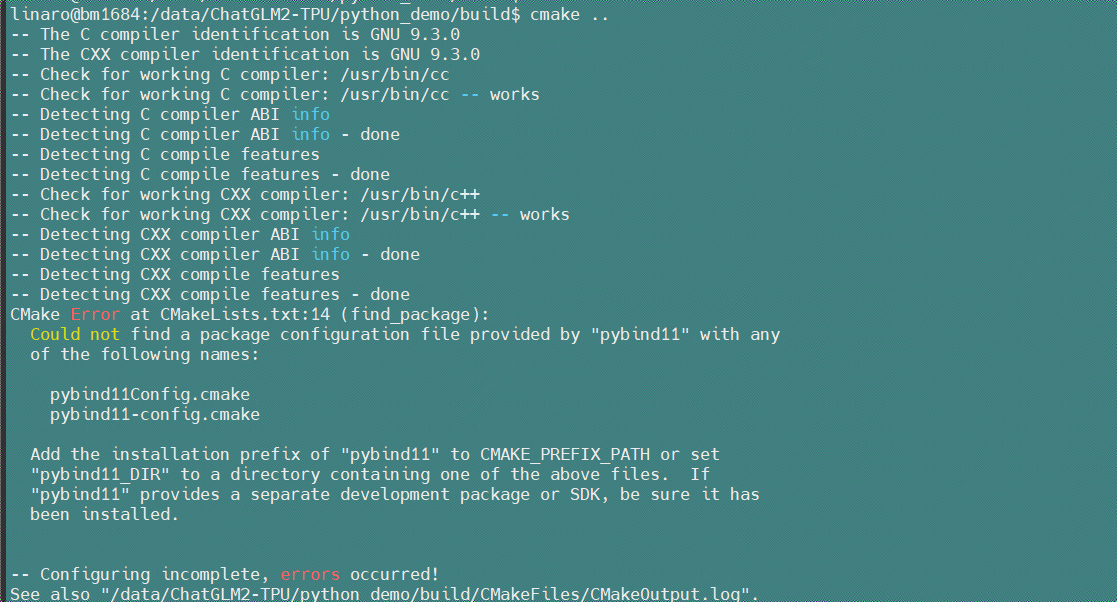 linaro@bm1684:/data/ChatGLM2-TPU/python_demo/build$ cmake ..
-- The C compiler identification is GNU 9.3.0
-- The CXX compiler identification is GNU 9.3.0
-- Check for working C compiler: /usr/bin/cc
-- Check for working C compiler: /usr/bin/cc -- works
-- Detecting C compiler ABI info
-- Detecting C compiler ABI info - done
-- Detecting C compile features
-- Detecting C compile features - done
-- Check for working CXX compiler: /usr/bin/c++
-- Check for working CXX compiler: /usr/bin/c++ -- works
-- Detecting CXX compiler ABI info
-- Detecting CXX compiler ABI info - done
-- Detecting CXX compile features
-- Detecting CXX compile features - done
CMake Error at CMakeLists.txt:14 (find_package):
  Could not find a package configuration file provided by "pybind11" with any
  of the following names:

    pybind11Config.cmake
    pybind11-config.cmake

  Add the installation prefix of "pybind11" to CMAKE_PREFIX_PATH or set
  "pybind11_DIR" to a directory containing one of the above files.  If
  "pybind11" provides a separate development package or SDK, be sure it has
  been installed.


-- Configuring incomplete, errors occurred!
See also "/data/ChatGLM2-TPU/python_demo/build/CMakeFiles/CMakeOutput.log".